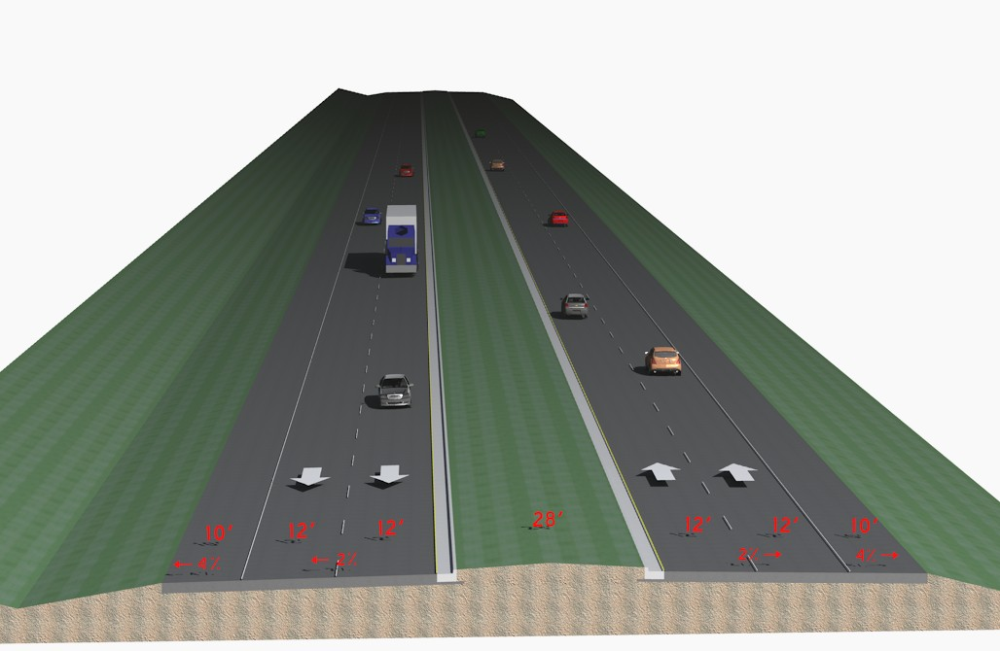 10' 12' 12' 28' 12' 12' 10'
← 4% ← 2% 2% → 4% →